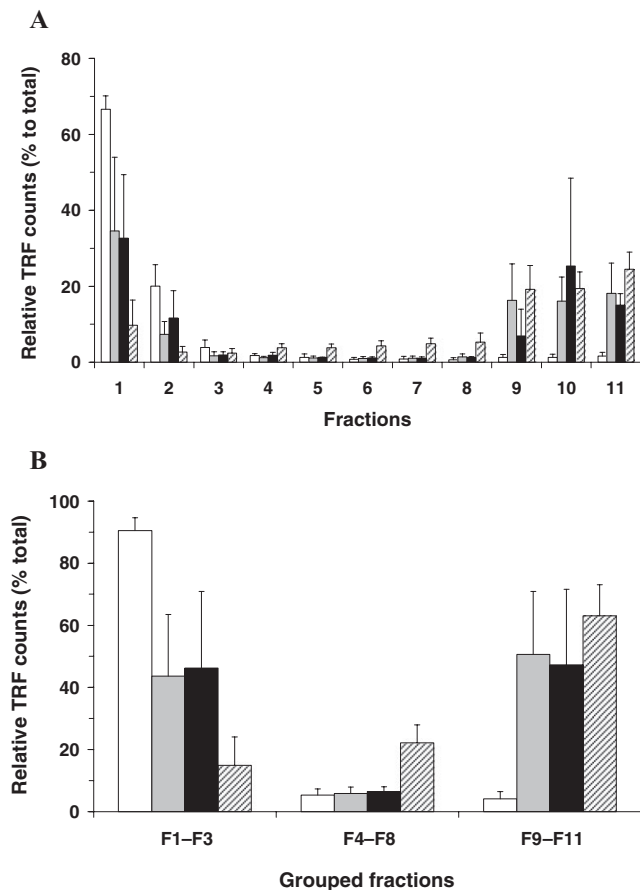 A
Relative TRF counts (% to total)
80
60
40
20
0
1 2 3 4 5 6 7 8 9 10 11
Fractions
B
Relative TRF counts (% total)
100
80
60
40
20
0
F1–F3 F4–F8 F9–F11
Grouped fractions